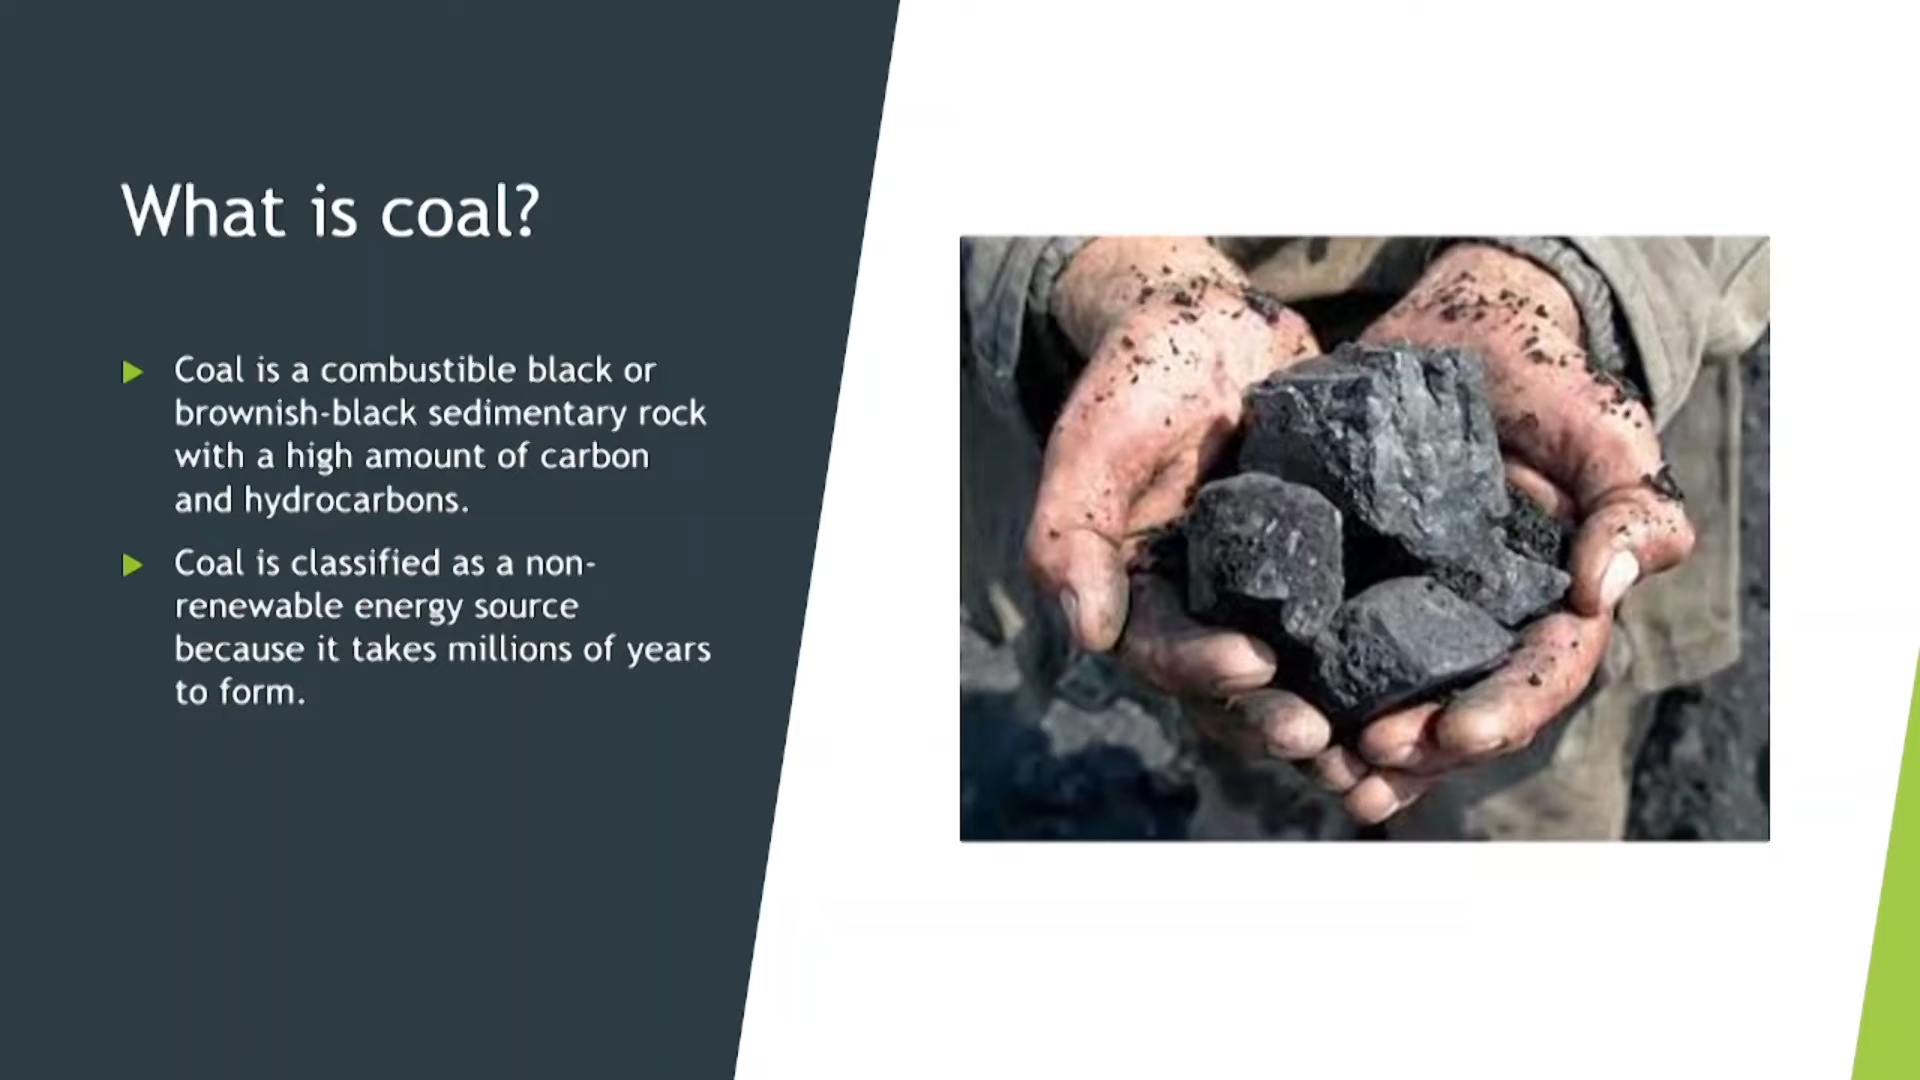 What is coal?
Coal is a combustible black or
brownish-black sedimentary rock
with a high amount of carbon
and hydrocarbons.
Coal is classified as a non-
renewable energy source
because it takes millions of years
to form.